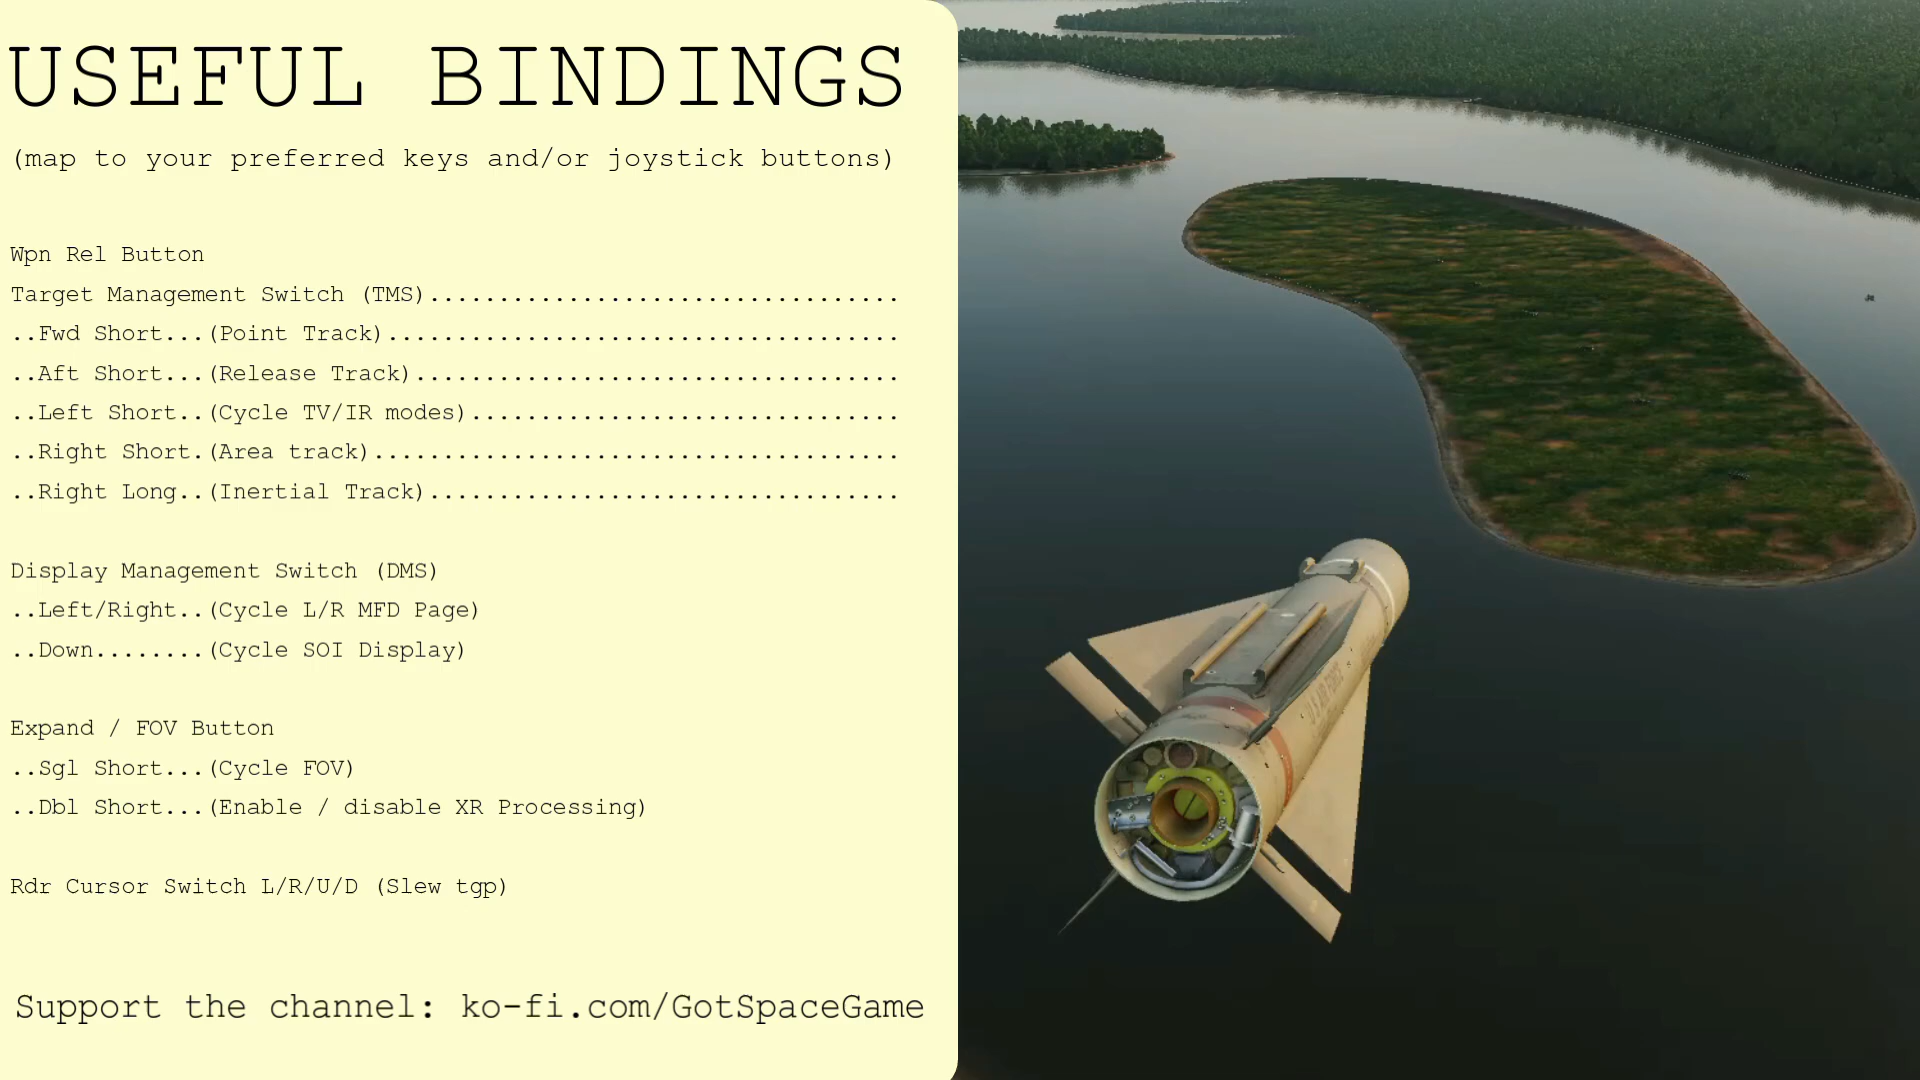 USEFUL BINDINGS
(map to your preferred keys and/or joystick buttons)
Wpn Rel Button
Target Management Switch (TMS)..................................
..Fwd Short...(Point Track).....................................
..Aft Short...(Release Track)...................................
..Left Short..(Cycle TV/IR modes)...............................
..Right Short.(Area track)......................................
..Right Long..(Inertial Track)..................................
Display Management Switch (DMS)
..Left/Right..(Cycle L/R MFD Page)
..Down........(Cycle SOI Display)
Expand / FOV Button
..Sgl Short...(Cycle FOV)
..Dbl Short...(Enable / disable XR Processing)
Rdr Cursor Switch L/R/U/D (Slew tgp)
Support the channel: ko-fi.com/GotSpaceGame
U S AIR FORCE